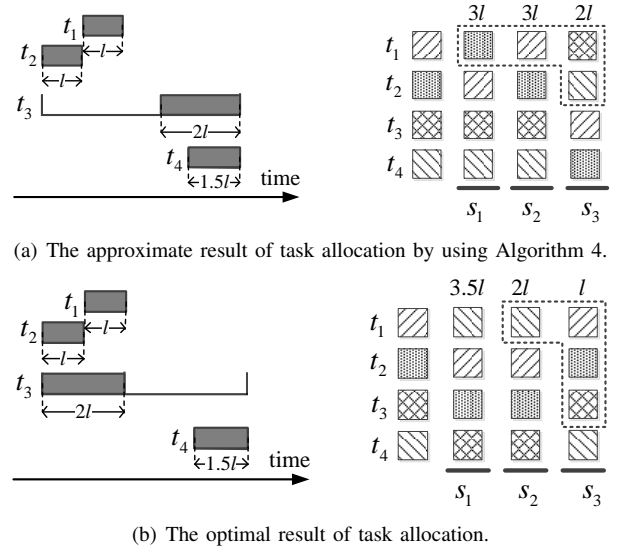 3l 3l 2l
t1
l
t2
l
t3
2l
t4
1.5l
time
t1
t2
t3
t4
s1 s2 s3
(a) The approximate result of task allocation by using Algorithm 4.
3.5l 2l l
t1
l
t2
l
t3
2l
t4
1.5l
time
t1
t2
t3
t4
s1 s2 s3
(b) The optimal result of task allocation.